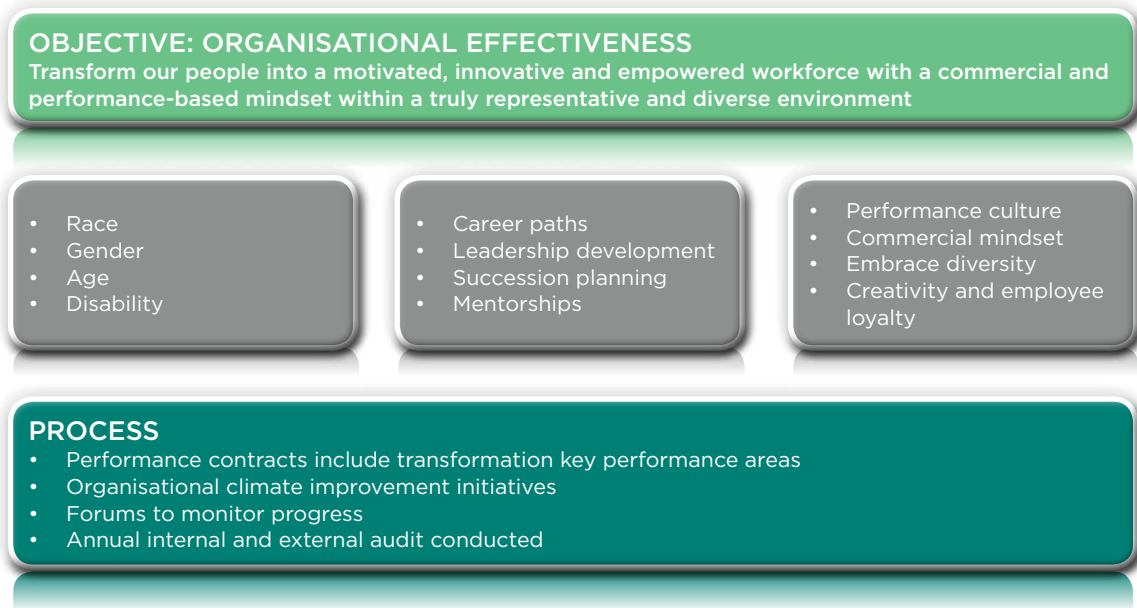 OBJECTIVE: ORGANISATIONAL EFFECTIVENESS
Transform our people into a motivated, innovative and empowered workforce with a commercial and
performance-based mindset within a truly representative and diverse environment
• Race
• Gender
• Age
• Disability
• Career paths
• Leadership development
• Succession planning
• Mentorships
• Performance culture
• Commercial mindset
• Embrace diversity
• Creativity and employee
loyalty
PROCESS
• Performance contracts include transformation key performance areas
• Organisational climate improvement initiatives
• Forums to monitor progress
• Annual internal and external audit conducted